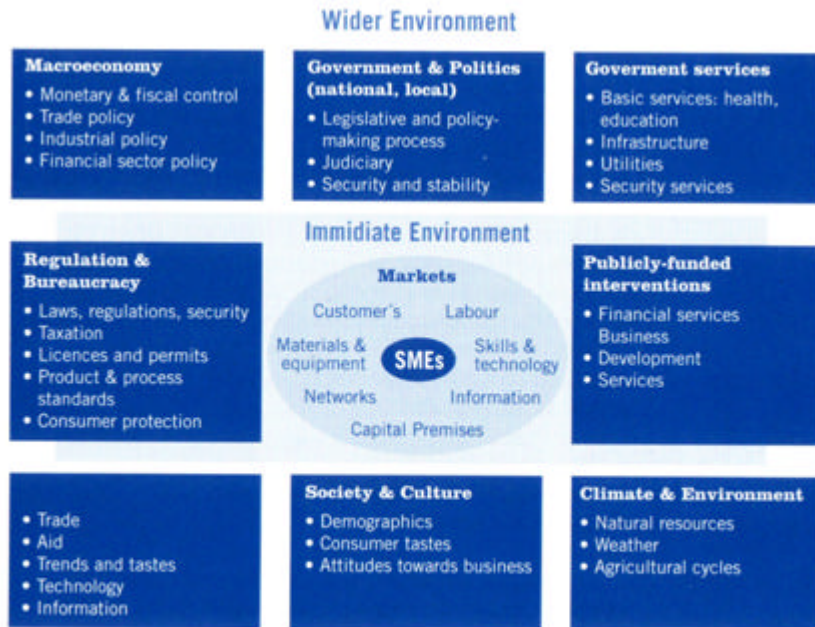 Wider Environment
Macroeconomy
• Monetary & fiscal control
• Trade policy
• Industrial policy
• Financial sector policy
Government & Politics
(national, local)
• Legislative and policy-
making process
• Judiciary
• Security and stability
Goverment services
• Basic services: health,
education
• Infrastructure
• Utilities
• Security services
Immidiate Environment
Regulation &
Bureaucracy
• Laws, regulations, security
• Taxation
• Licences and permits
• Product & process
standards
• Consumer protection
Markets
Customer's
Labour
Materials &
equipment
SMEs
Skills &
technology
Networks
Information
Capital Premises
Publicly-funded
interventions
• Financial services
Business
• Development
• Services
• Trade
• Aid
• Trends and tastes
• Technology
• Information
Society & Culture
• Demographics
• Consumer tastes
• Attitudes towards business
Climate & Environment
• Natural resources
• Weather
• Agricultural cycles